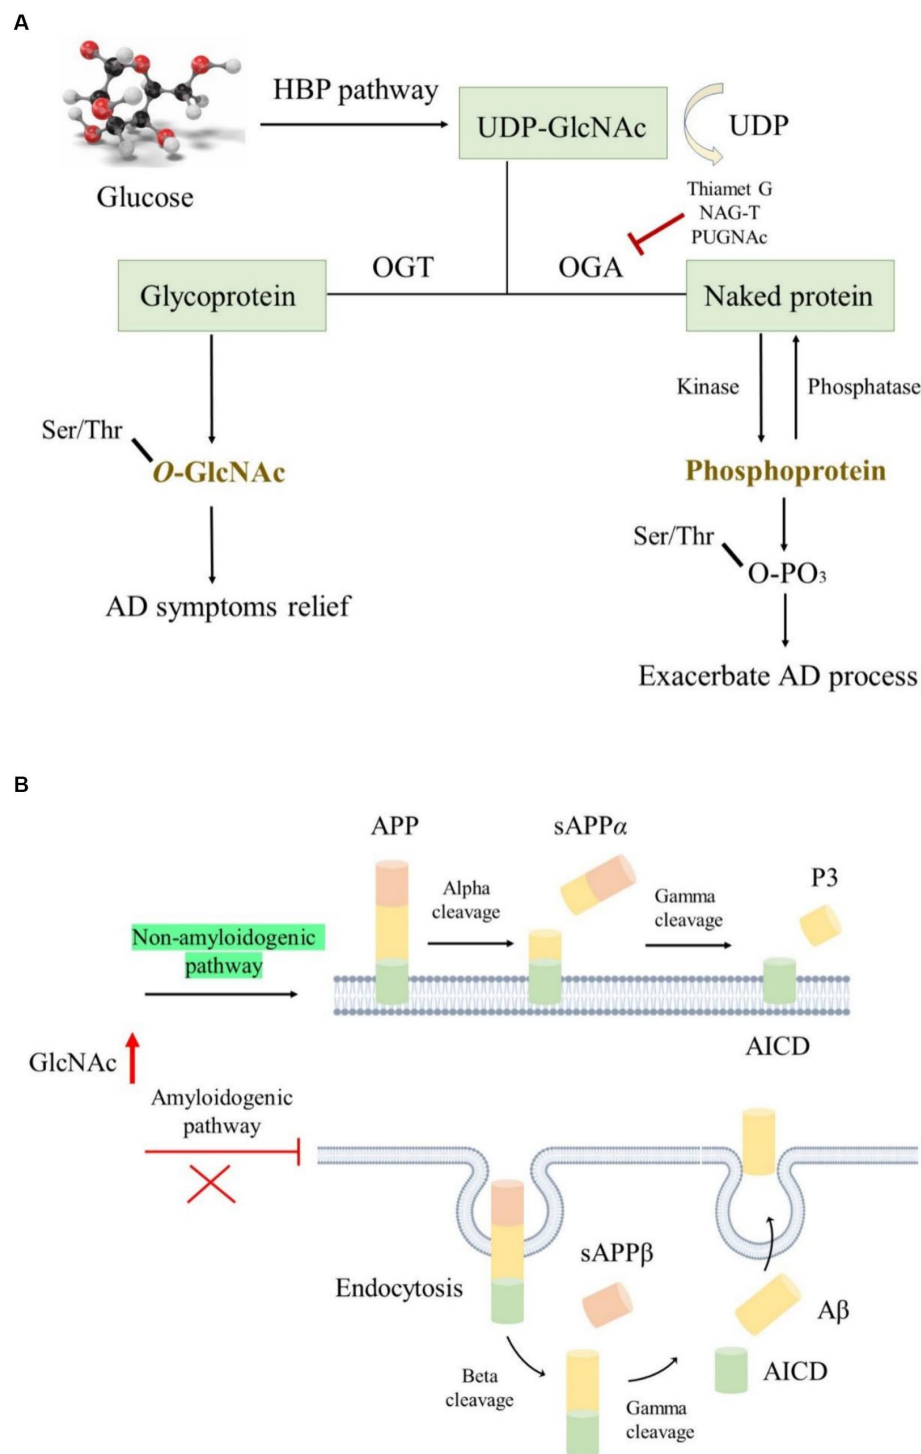 A
HBP pathway
UDP-GlcNAc
UDP
Glucose
Thiamet G
NAG-T
PUGNAc
OGT
OGA
Glycoprotein
Naked protein
Kinase
Phosphatase
Ser/Thr
O-GlcNAc
Phosphoprotein
Ser/Thr
O-PO₃
AD symptoms relief
Exacerbate AD process
B
APP
sAPPα
P3
Alpha
cleavage
Gamma
cleavage
Non-amyloidogenic
pathway
AICD
GlcNAc
Amyloidogenic
pathway
Endocytosis
sAPPβ
Aβ
AICD
Beta
cleavage
Gamma
cleavage